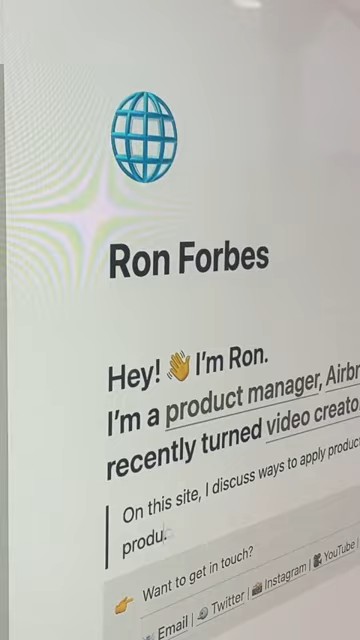 Ron Forbes
Hey! 👋 I'm Ron.
I'm a product manager, Airb
recently turned video creato
On this site, I discuss ways to apply produc
produ
👉 Want to get in touch?
Email | Twitter | 📸 Instagram | 🎥 YouTube |